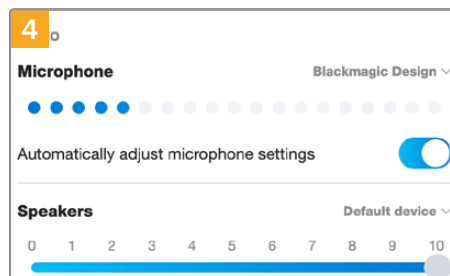 4
o
Microphone Blackmagic Design
Automatically adjust microphone settings
Speakers Default device
0 1 2 3 4 5 6 7 8 9 10